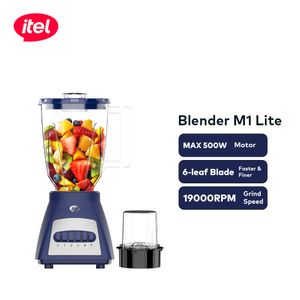 itel
Blender M1 Lite
MAX 500W Motor
6-leaf Blade Faster &
Finer
19000RPM Grind
Speed